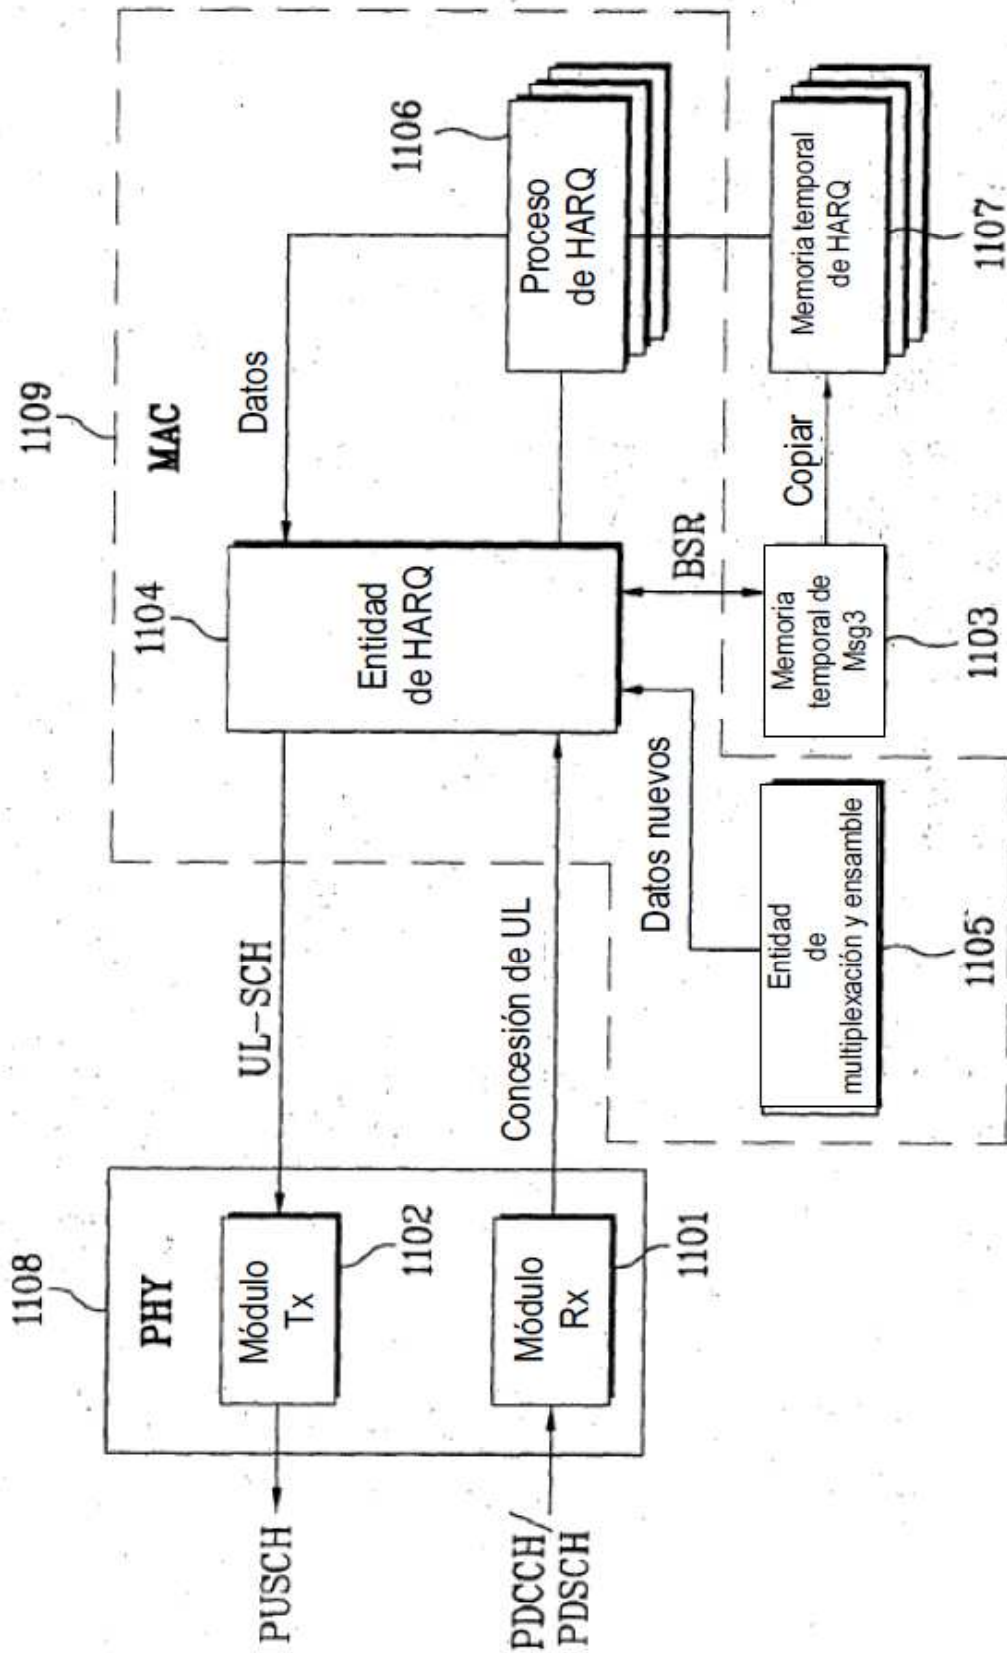 1108
PHY
Módulo
Tx
1102
Módulo
Rx
1101
PUSCH
PDCCH/
PDSCH
UL-SCH
Concesión de UL
1109
MAC
1104
Entidad
de HARQ
Datos
1106
Proceso
de HARQ
Datos nuevos
BSR
Entidad
de
multiplexación y ensamble
1105
Memoria
temporal de
Msg3
1103
Copiar
Memoria temporal
de HARQ
1107